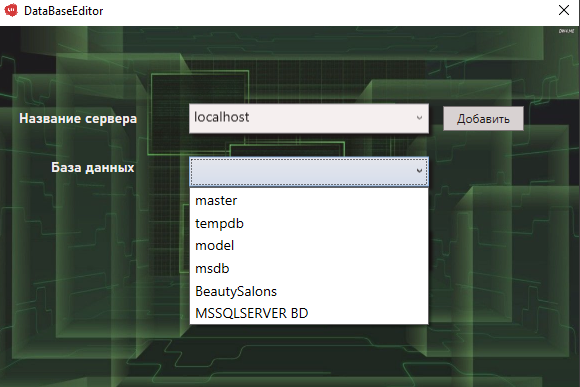 DataBaseEditor
Название сервера
localhost
Добавить
База данных
master
tempdb
model
msdb
BeautySalons
MSSQLSERVER BD